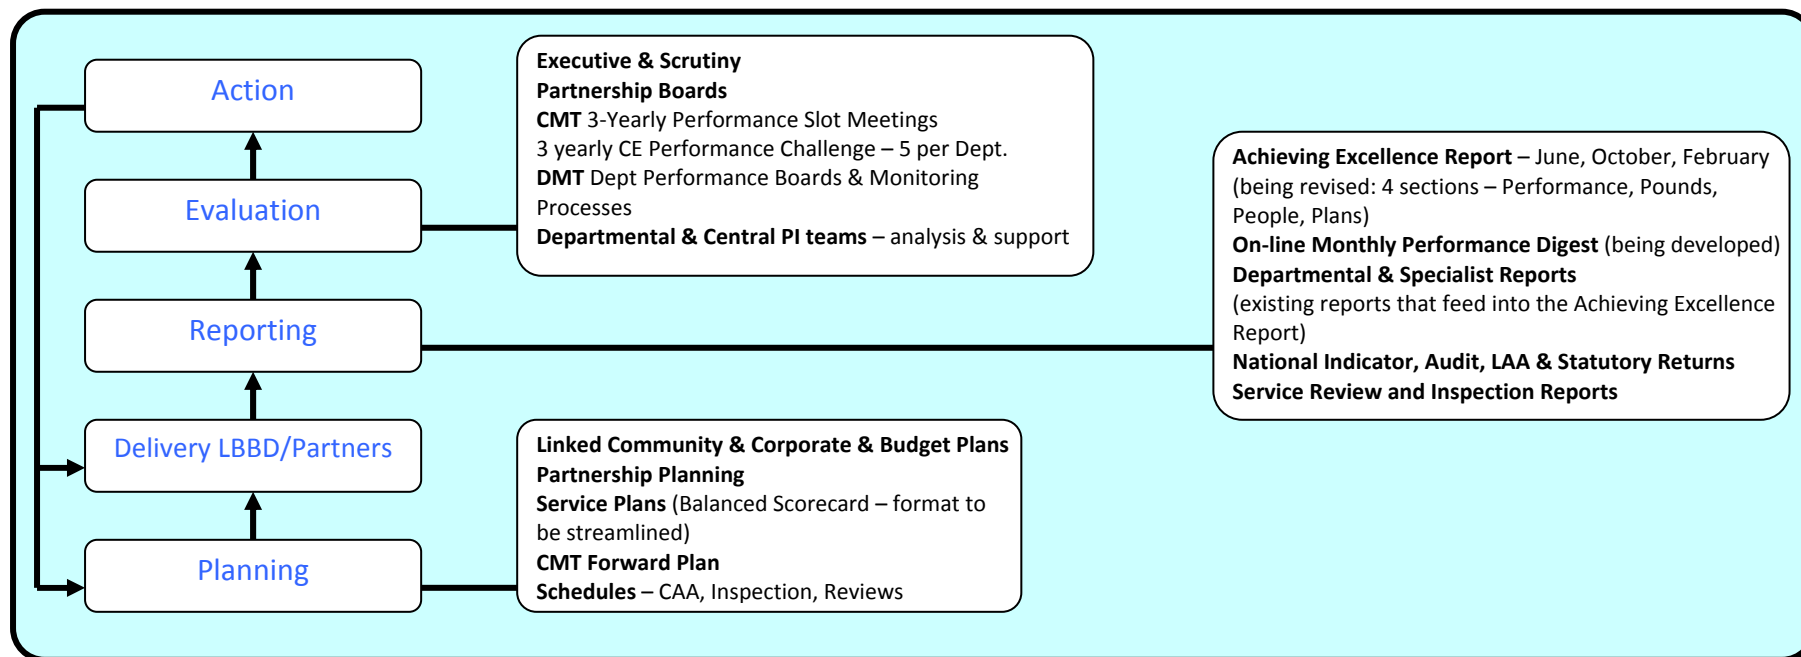 Action
Evaluation
Reporting
Delivery LBBD/Partners
Planning
Executive & Scrutiny
Partnership Boards
CMT 3-Yearly Performance Slot Meetings
3 yearly CE Performance Challenge – 5 per Dept.
DMT Dept Performance Boards & Monitoring
Processes
Departmental & Central PI teams – analysis & support
Achieving Excellence Report – June, October, February
(being revised: 4 sections – Performance, Pounds,
People, Plans)
On-line Monthly Performance Digest (being developed)
Departmental & Specialist Reports
(existing reports that feed into the Achieving Excellence
Report)
National Indicator, Audit, LAA & Statutory Returns
Service Review and Inspection Reports
Linked Community & Corporate & Budget Plans
Partnership Planning
Service Plans (Balanced Scorecard – format to
be streamlined)
CMT Forward Plan
Schedules – CAA, Inspection, Reviews